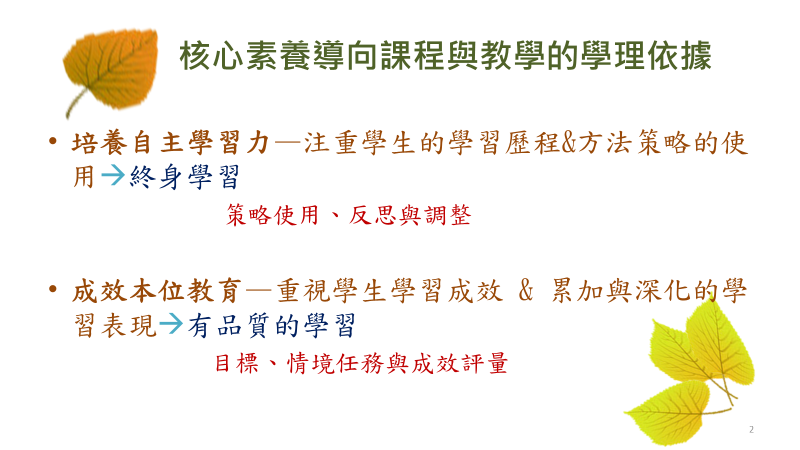 核心素養導向課程與教學的學理依據
• 培養自主學習力—注重學生的學習歷程&方法策略的使
用→終身學習
策略使用、反思與調整
• 成效本位教育—重視學生學習成效 & 累加與深化的學
習表現→有品質的學習
目標、情境任務與成效評量
2